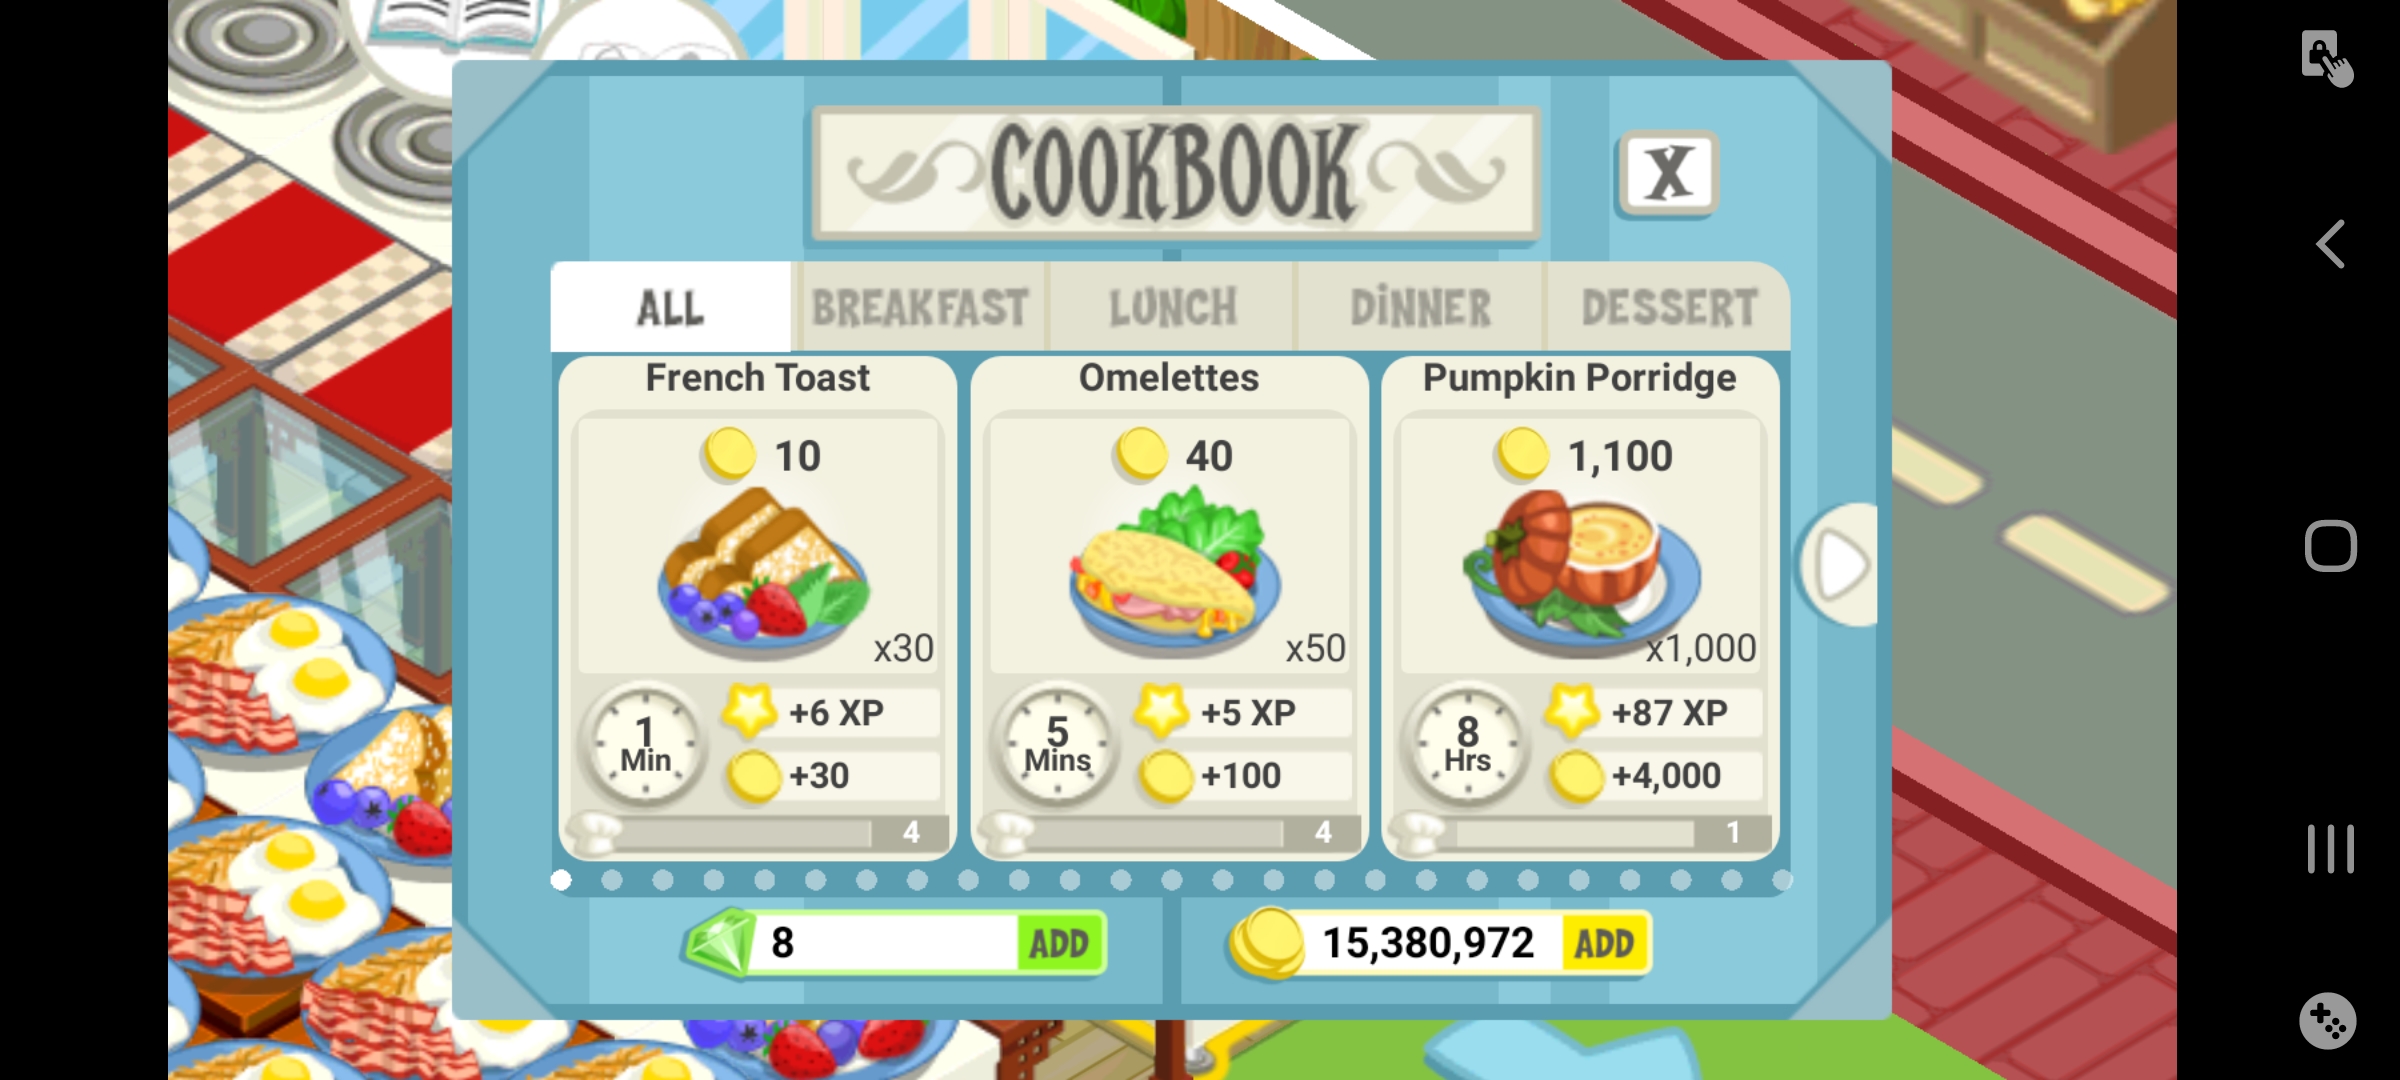 COOKBOOK
X
ALL
BREAKFAST
LUNCH
DINNER
DESSERT
French Toast
10
x30
1
Min
+6 XP
+30
4
Omelettes
40
x50
5
Mins
+5 XP
+100
4
Pumpkin Porridge
1,100
x1,000
8
Hrs
+87 XP
+4,000
1
8
ADD
15,380,972
ADD